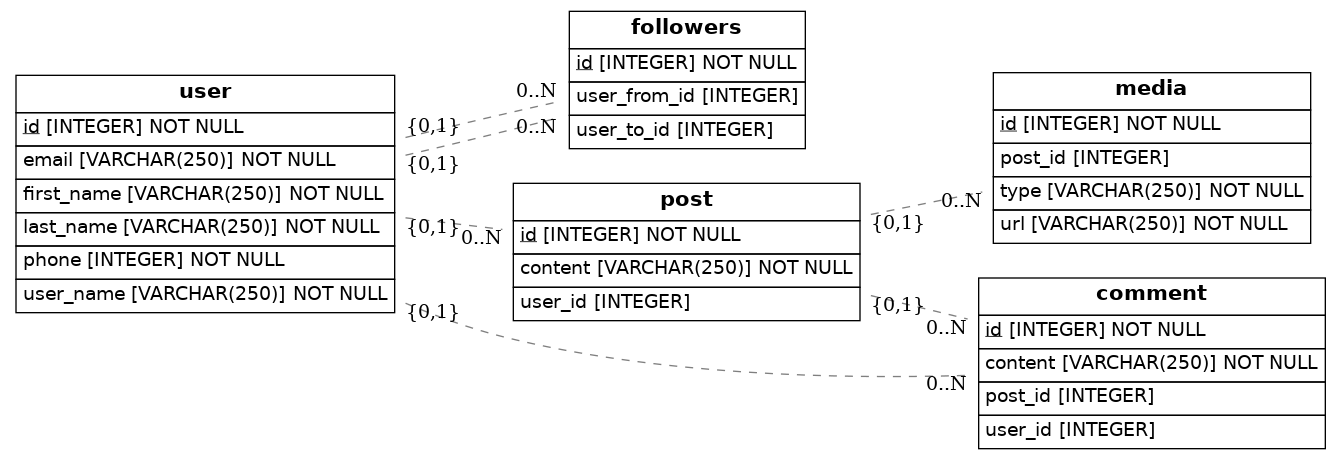 user
id [INTEGER] NOT NULL
email [VARCHAR(250)] NOT NULL
first_name [VARCHAR(250)] NOT NULL
last_name [VARCHAR(250)] NOT NULL
phone [INTEGER] NOT NULL
user_name [VARCHAR(250)] NOT NULL
{0,1}
{0,1}
{0,1}
{0,1}
0..N
0..N
0..N
followers
id [INTEGER] NOT NULL
user_from_id [INTEGER]
user_to_id [INTEGER]
post
id [INTEGER] NOT NULL
content [VARCHAR(250)] NOT NULL
user_id [INTEGER]
{0,1}
{0,1}
0..N
0..N
0..N
media
id [INTEGER] NOT NULL
post_id [INTEGER]
type [VARCHAR(250)] NOT NULL
url [VARCHAR(250)] NOT NULL
comment
id [INTEGER] NOT NULL
content [VARCHAR(250)] NOT NULL
post_id [INTEGER]
user_id [INTEGER]